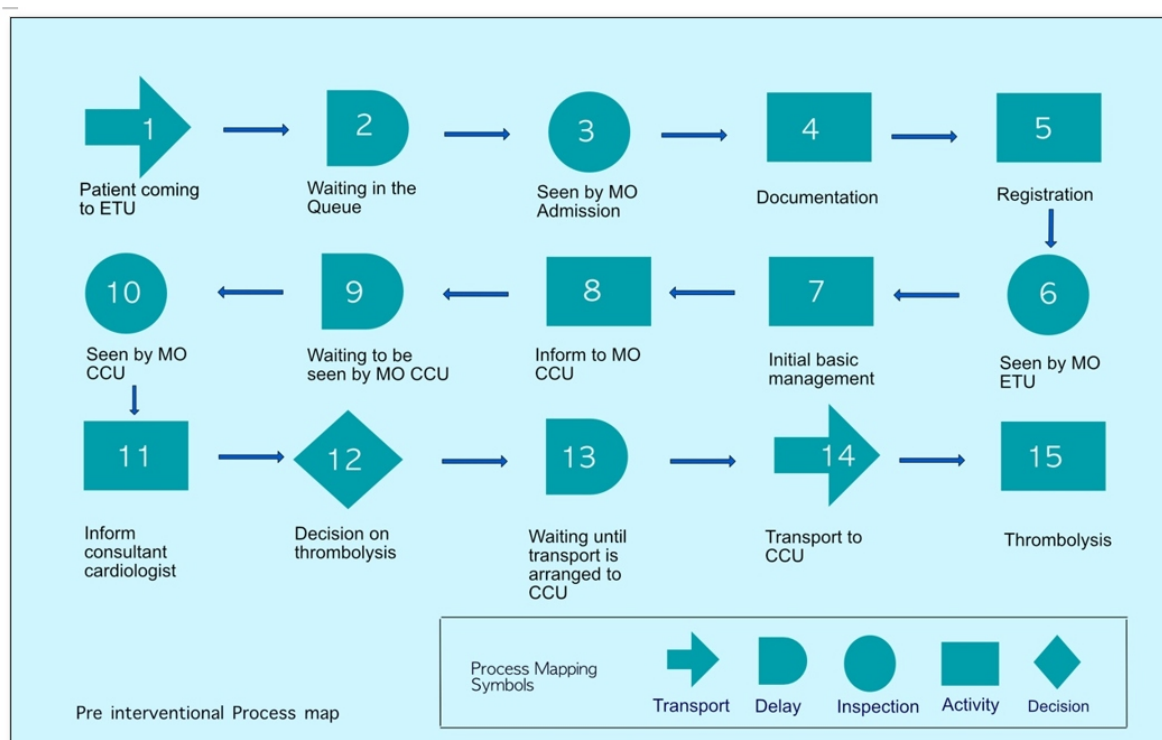 1
2
3
4
5
Patient coming
to ETU
Waiting in the
Queue
Seen by MO
Admission
Documentation
Registration
10
9
8
7
6
Seen by MO
CCU
Waiting to be
seen by MO CCU
Inform to MO
CCU
Initial basic
management
Seen by MO
ETU
11
12
13
14
15
Inform
consultant
cardiologist
Decision on
thrombolysis
Waiting until
transport is
arranged to
CCU
Transport to
CCU
Thrombolysis
Process Mapping
Symbols
Transport
Delay
Inspection
Activity
Decision
Pre interventional Process map